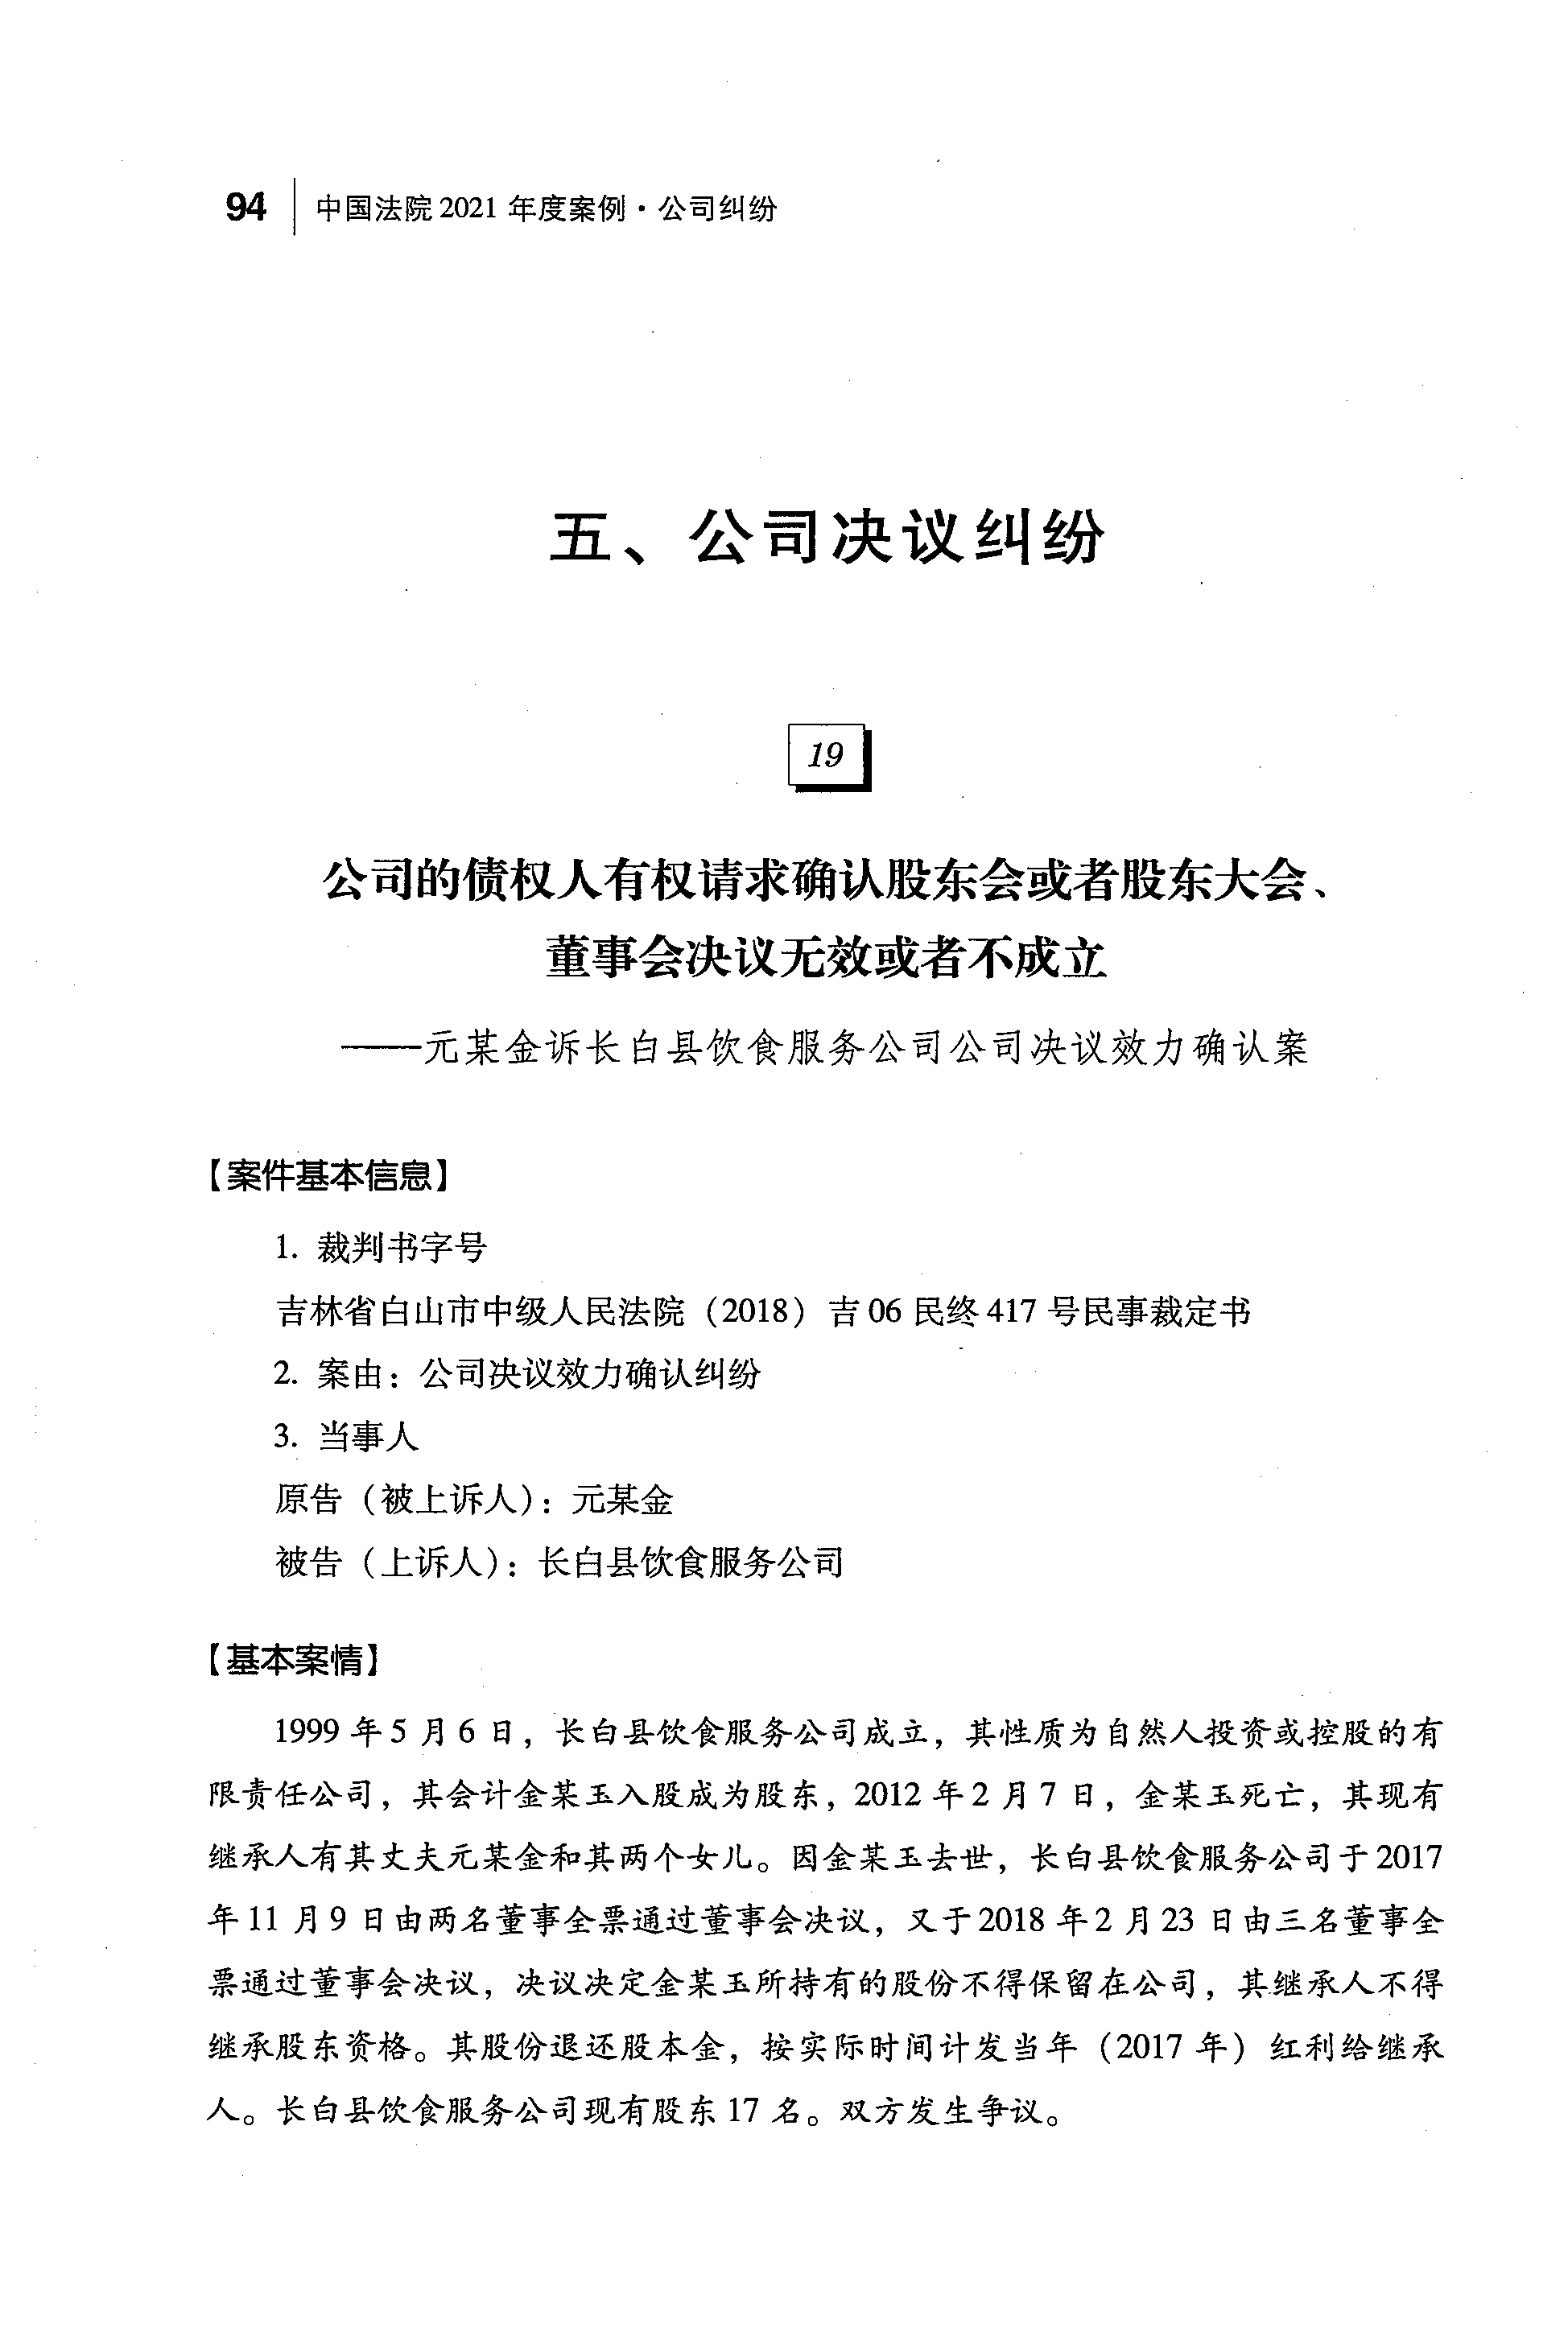 94 中国法院 2021 年度案例·公司纠纷
五、公司决议纠纷
19
公司的债权人有权请求确认股东会或者股东大会、
董事会决议无效或者不成立
——元某金诉长白县饮食服务公司公司决议效力确认案
【案件基本信息】
1. 裁判书字号
吉林省白山市中级人民法院（2018）吉 06 民终 417 号民事裁定书
2. 案由：公司决议效力确认纠纷
3. 当事人
原告（被上诉人）：元某金
被告（上诉人）：长白县饮食服务公司
【基本案情】
1999 年 5 月 6 日，长白县饮食服务公司成立，其性质为自然人投资或控股的有
限责任公司，其会计金某玉入股成为股东，2012 年 2 月 7 日，金某玉死亡，其现有
继承人有其丈夫元某金和其两个女儿。因金某玉去世，长白县饮食服务公司于 2017
年 11 月 9 日由两名董事全票通过董事会决议，又于 2018 年 2 月 23 日由三名董事全
票通过董事会决议，决议决定金某玉所持有的股份不得保留在公司，其继承人不得
继承股东资格。其股份退还股本金，按实际时间计发当年（2017 年）红利给继承
人。长白县饮食服务公司现有股东 17 名。双方发生争议。